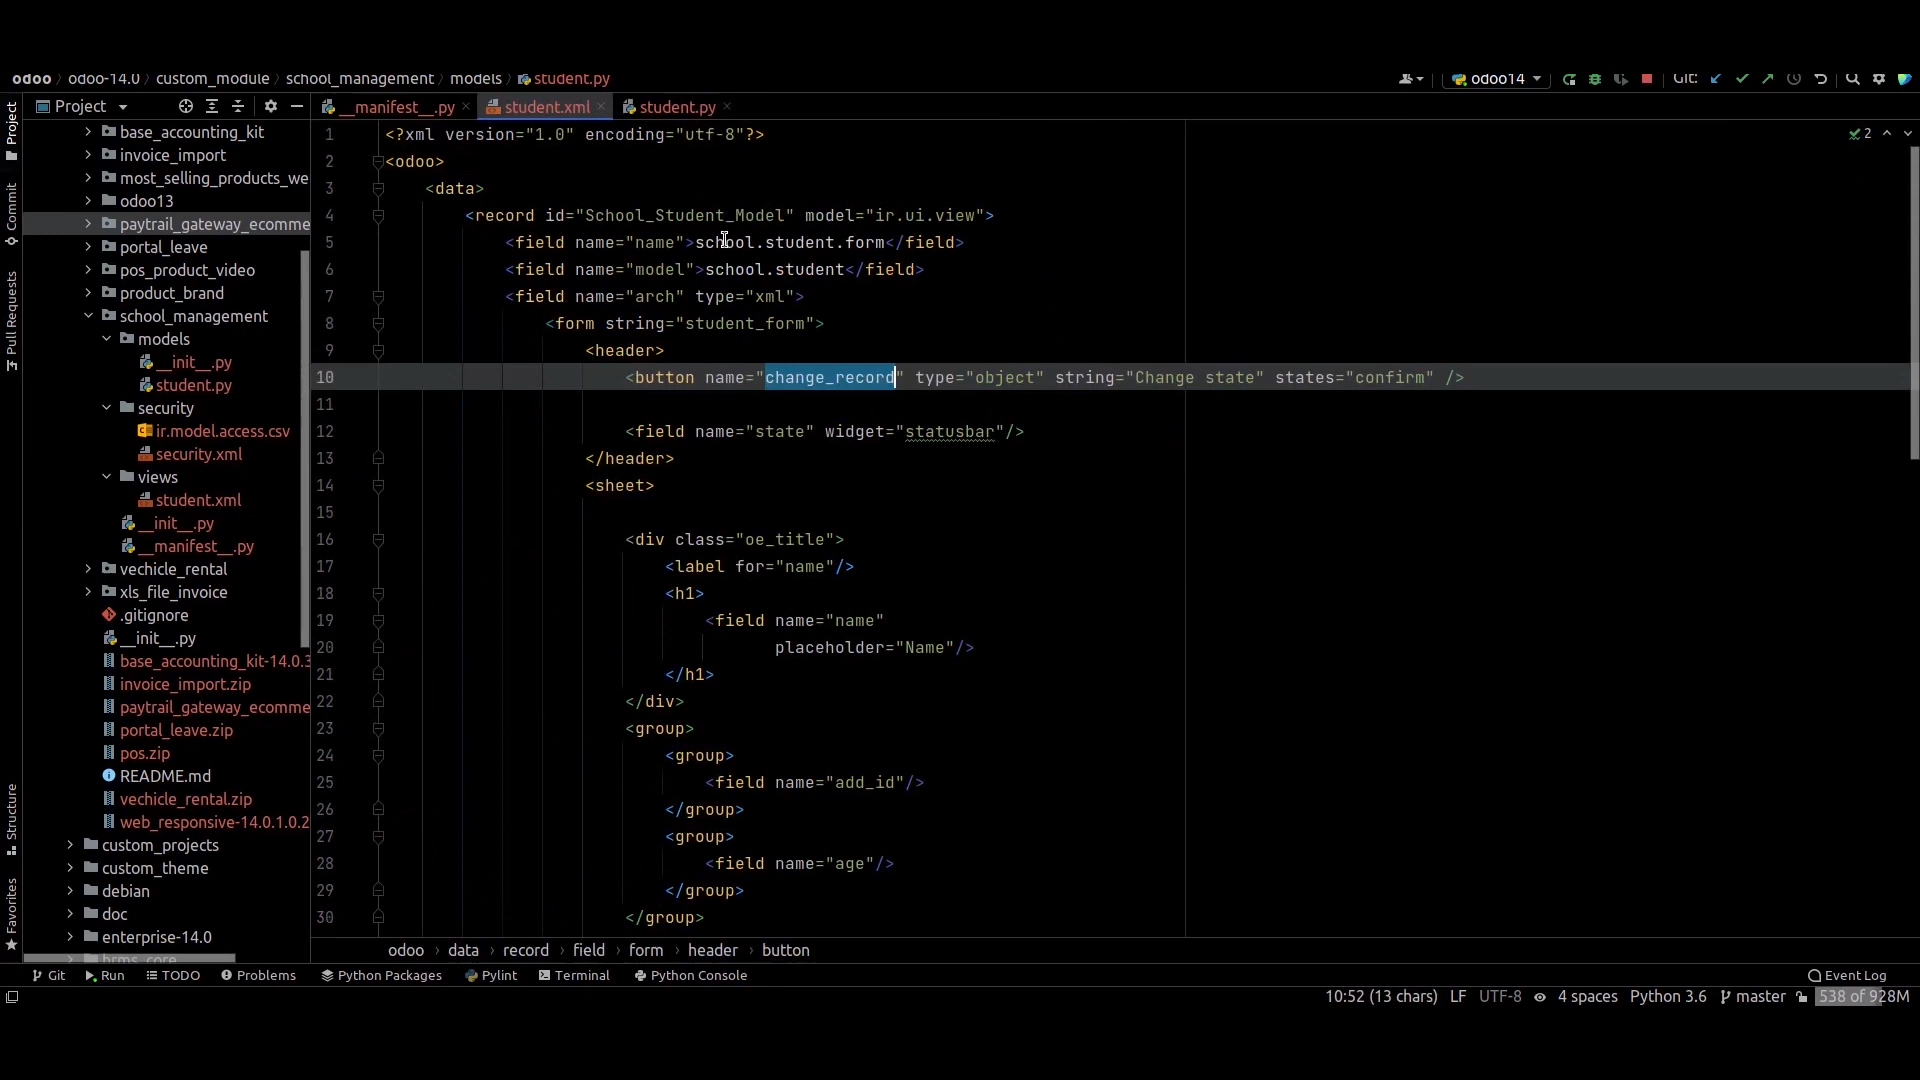 odoo odoo-14.0 custom_module school_management models student.py
odoo14 Git:
Project
__manifest__.py student.xml student.py
base_accounting_kit
invoice_import
most_selling_products_we
odoo13
paytrail_gateway_ecomme
portal_leave
pos_product_video
product_brand
school_management
models
__init__.py
student.py
security
ir.model.access.csv
security.xml
views
student.xml
__init__.py
__manifest__.py
vechicle_rental
xls_file_invoice
.gitignore
__init__.py
base_accounting_kit-14.0.3
invoice_import.zip
paytrail_gateway_ecomme
portal_leave.zip
pos.zip
README.md
vechicle_rental.zip
web_responsive-14.0.1.0.2
custom_projects
custom_theme
debian
doc
enterprise-14.0
hrms_core
Project
Commit
Pull Requests
Structure
Favorites
2
1 <?xml version="1.0" encoding="utf-8"?>
2 <odoo>
3 <data>
4 <record id="School_Student_Model" model="ir.ui.view">
5 <field name="name">school.student.form</field>
6 <field name="model">school.student</field>
7 <field name="arch" type="xml">
8 <form string="student_form">
9 <header>
10 <button name="change_record" type="object" string="Change state" states="confirm" />
11
12 <field name="state" widget="statusbar"/>
13 </header>
14 <sheet>
15
16 <div class="oe_title">
17 <label for="name"/>
18 <h1>
19 <field name="name"
20 placeholder="Name"/>
21 </h1>
22 </div>
23 <group>
24 <group>
25 <field name="add_id"/>
26 </group>
27 <group>
28 <field name="age"/>
29 </group>
30 </group>
odoo data record field form header button
Git Run TODO Problems Python Packages Pylint Terminal Python Console Event Log
10:52 (13 chars) LF UTF-8 4 spaces Python 3.6 master 538 of 928M